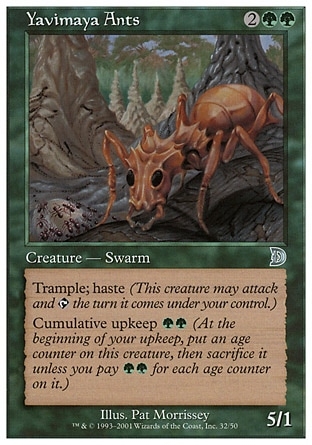 Yavimaya Ants 2
Creature — Swarm
Trample; haste (This creature may attack
and the turn it comes under your control.)
Cumulative upkeep (At the
beginning of your upkeep, put an age
counter on this creature, then sacrifice it
unless you pay for each age counter
on it.)
5/1
Illus. Pat Morrissey
™ & © 1993–2001 Wizards of the Coast, Inc. 32/50